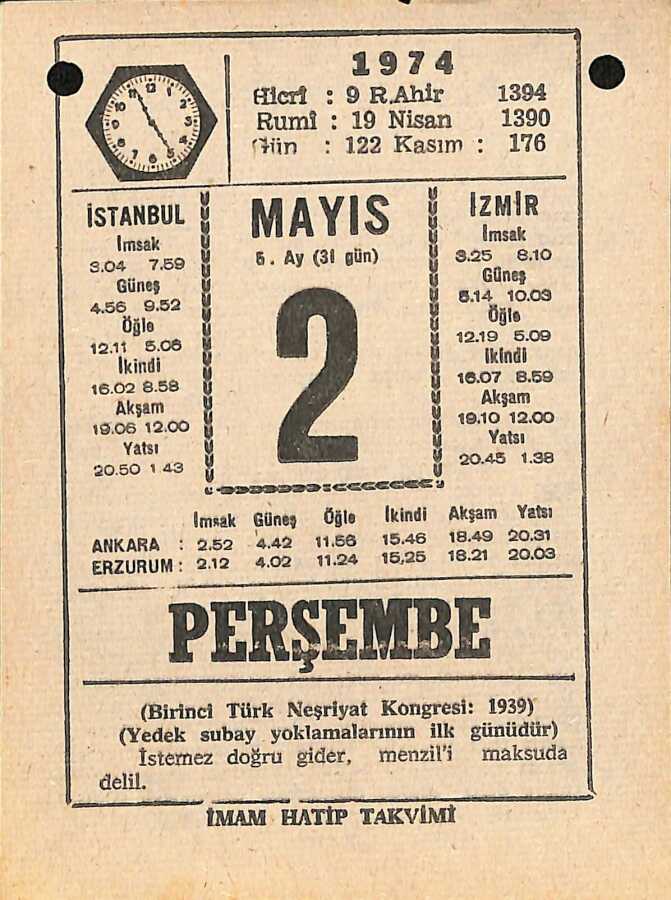 1974
Hicrî : 9 R.Ahir 1394
Rumî : 19 Nisan 1390
Gün : 122 Kasım : 176
12
3
6
İSTANBUL
İmsak
3.04 7.59
Güneş
4.56 9.52
Öğle
12.11 5.06
İkindi
16.02 8.58
Akşam
19.06 12.00
Yatsı
20.50 1 43
MAYIS
5. Ay (31 gün)
2
İZMİR
İmsak
3.25 8.10
Güneş
5.14 10.03
Öğle
12.19 5.09
İkindi
16.07 8.59
Akşam
19.10 12.00
Yatsı
20.45 1.38
İmsak Güneş Öğle İkindi Akşam Yatsı
ANKARA : 2.52 4.42 11.56 15.46 18.49 20.31
ERZURUM : 2.12 4.02 11.24 15,25 18.21 20.03
PERŞEMBE
(Birinci Türk Neşriyat Kongresi: 1939)
(Yedek subay yoklamalarının ilk günüdür)
İstemez doğru gider, menzil'i maksuda
delil.
İMAM HATİP TAKVİMİ